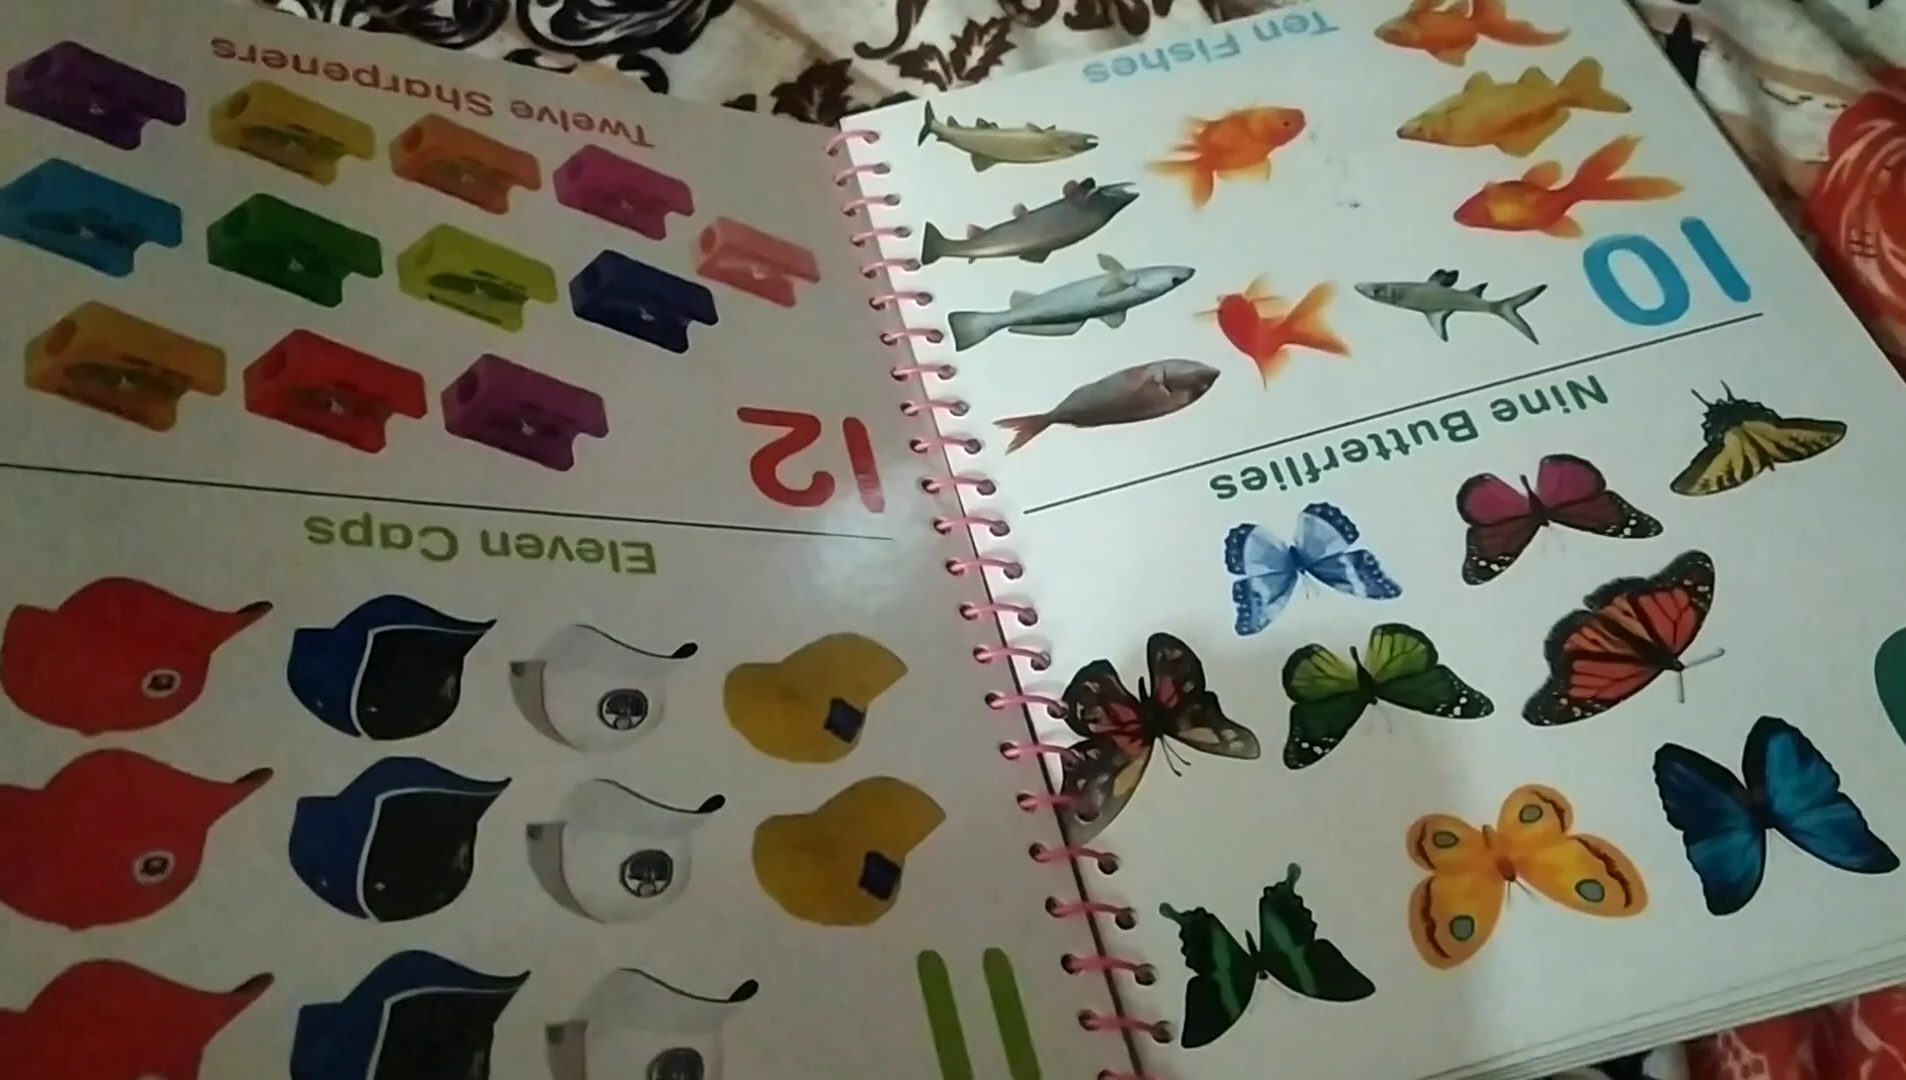 Nine Butterflies
10
Ten Fishes
11
Eleven Caps
12
Twelve Sharpeners